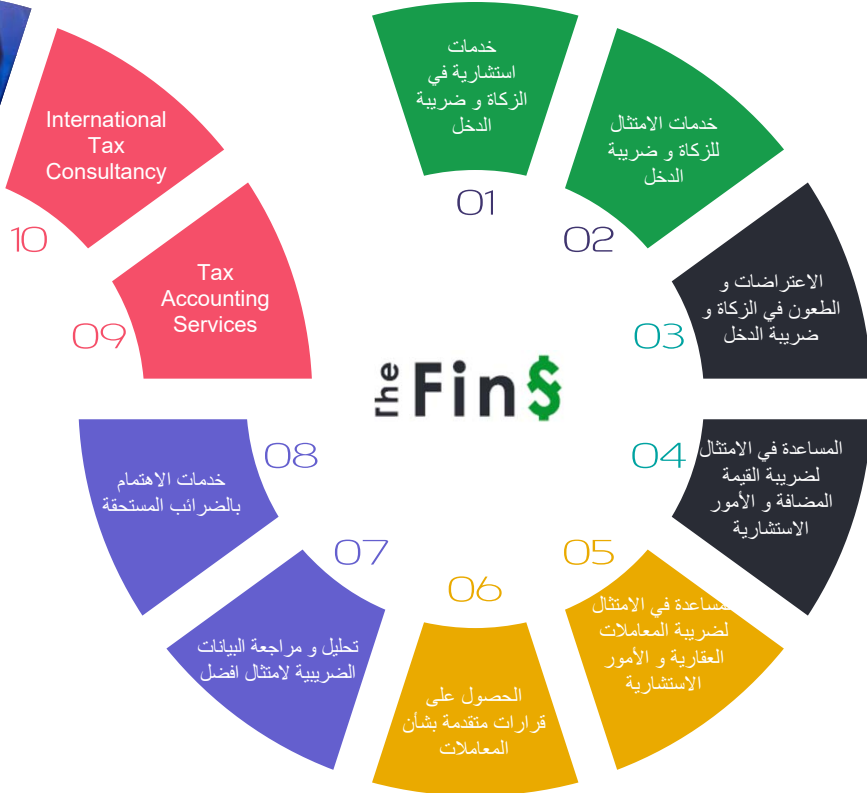 خدمات
استشارية في
الزكاة و ضريبة
الدخل
01
خدمات الامتثال
للزكاة و ضريبة
الدخل
02
الاعتراضات و
الطعون في الزكاة و
ضريبة الدخل
03
المساعدة في الامتثال
لضريبة القيمة
المضافة و الأمور
الاستشارية
04
05
المساعدة في الامتثال
لضريبة المعاملات
العقارية و الأمور
الاستشارية
06
الحصول على
قرارات متقدمة بشأن
المعاملات
07
تحليل و مراجعة البيانات
الضريبية لامتثال افضل
08
خدمات الاهتمام
بالضرائب المستحقة
Tax
Accounting
Services
09
International
Tax
Consultancy
10
The Fin$